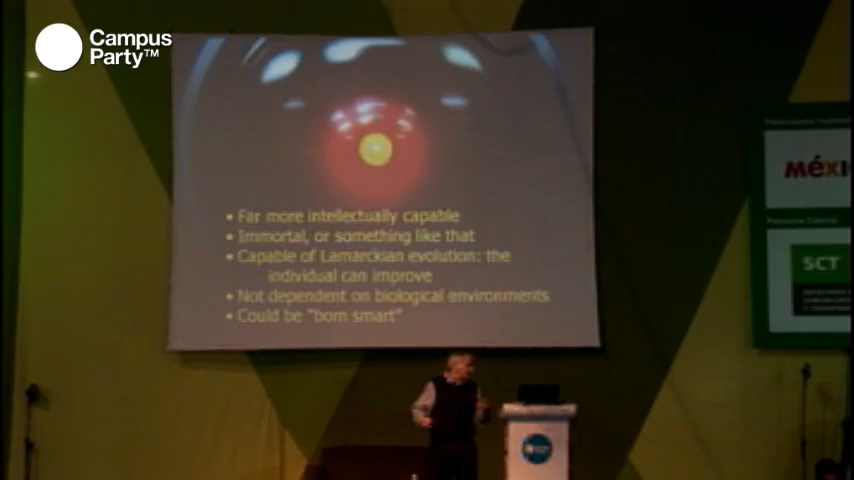 Campus
Party™
• Far more intellectually capable
• Immortal, or something like that
• Capable of Lamarckian evolution: the
individual can improve
• Not dependent on biological environments
• Could be "born smart"
MÉXI
SCT